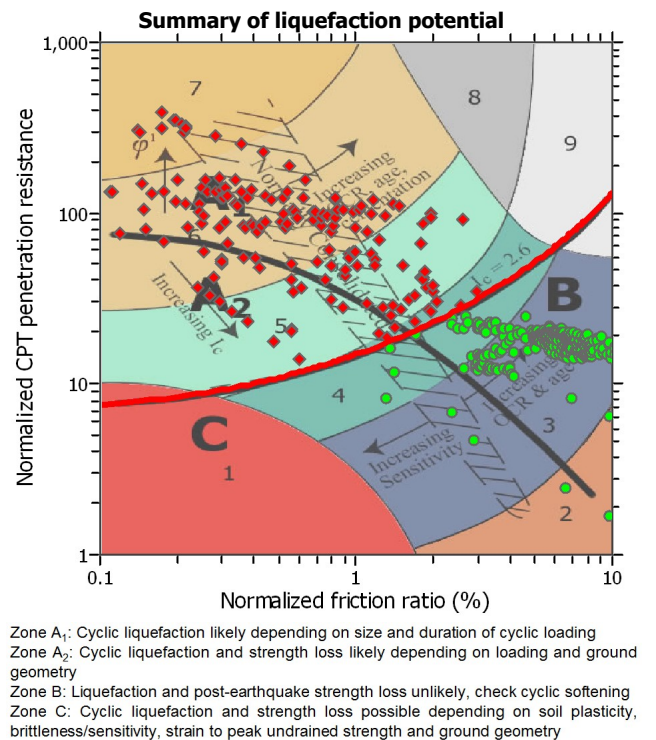 Summary of liquefaction potential
1,000
7
8
9
φ'
Increasing
OCR, age,
cementation
A1
100
Ic = 2.6
A2
B
Increasing Ic
5
10
4
Increasing
OCR & age
C
3
Increasing
Sensitivity
1
2
1
0.1
1
10
Normalized CPT penetration resistance
Normalized friction ratio (%)
Zone A1: Cyclic liquefaction likely depending on size and duration of cyclic loading
Zone A2: Cyclic liquefaction and strength loss likely depending on loading and ground
geometry
Zone B: Liquefaction and post-earthquake strength loss unlikely, check cyclic softening
Zone C: Cyclic liquefaction and strength loss possible depending on soil plasticity,
brittleness/sensitivity, strain to peak undrained strength and ground geometry